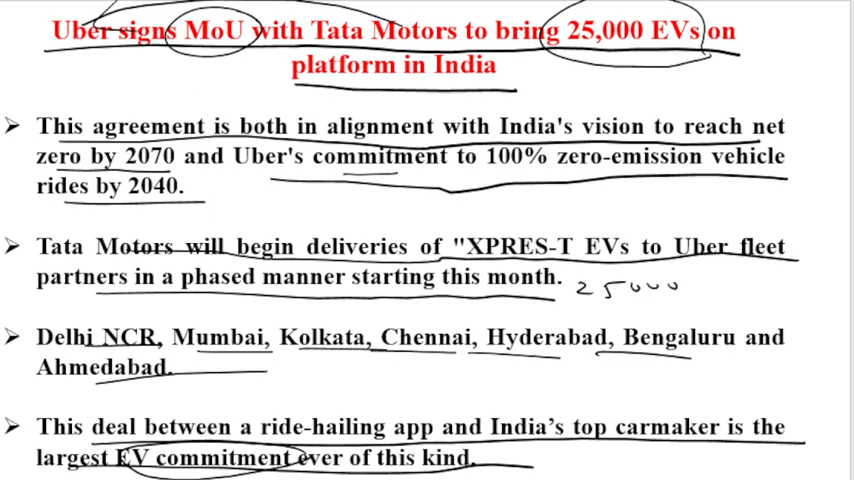 Uber signs MoU with Tata Motors to bring 25,000 EVs on
platform in India
➢ This agreement is both in alignment with India's vision to reach net
zero by 2070 and Uber's commitment to 100% zero-emission vehicle
rides by 2040.
➢ Tata Motors will begin deliveries of "XPRES-T EVs to Uber fleet
partners in a phased manner starting this month. 25000
➢ Delhi NCR, Mumbai, Kolkata, Chennai, Hyderabad, Bengaluru and
Ahmedabad.
➢ This deal between a ride-hailing app and India’s top carmaker is the
largest EV commitment ever of this kind.